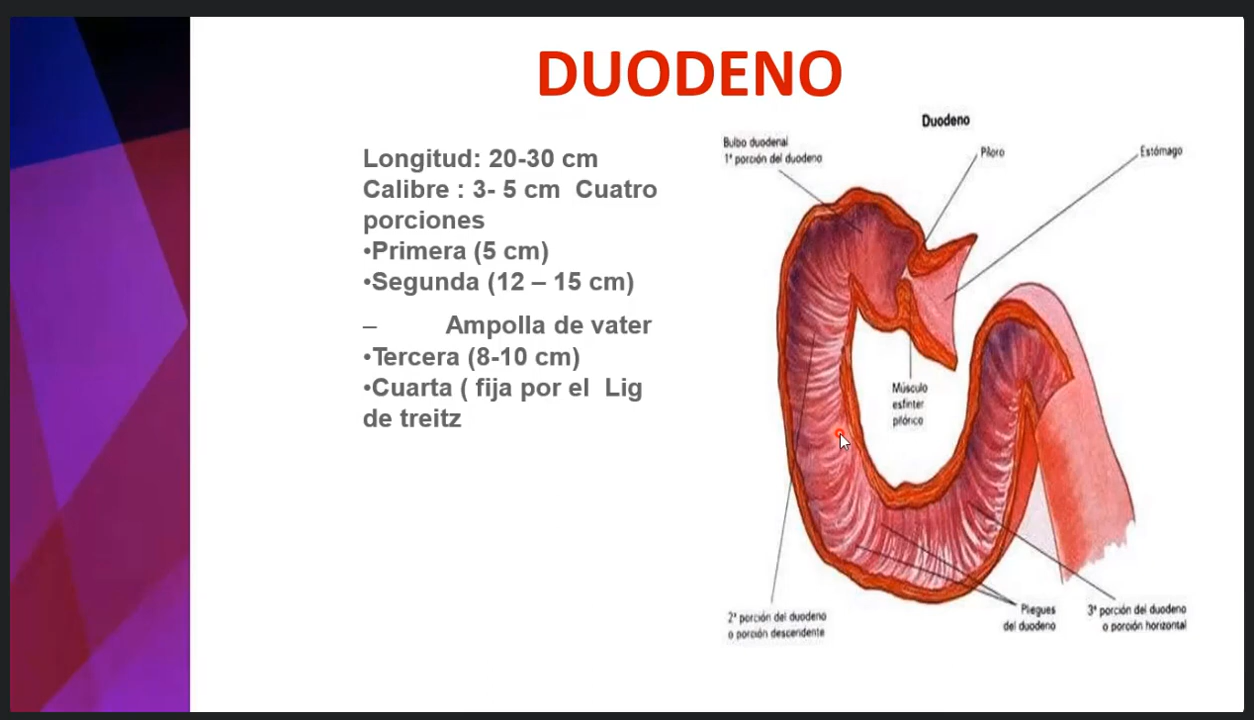 DUODENO
Longitud: 20-30 cm
Calibre : 3- 5 cm  Cuatro
porciones
•Primera (5 cm)
•Segunda (12 – 15 cm)
– Ampolla de vater
•Tercera (8-10 cm)
•Cuarta ( fija por el  Lig
de treitz
Duodeno
Bulbo duodenal
1ª porción del duodeno
Píloro
Estómago
Músculo
esfínter
pilórico
2ª porción del duodeno
o porción descendente
Pliegues
del duodeno
3ª porción del duodeno
o porción horizontal